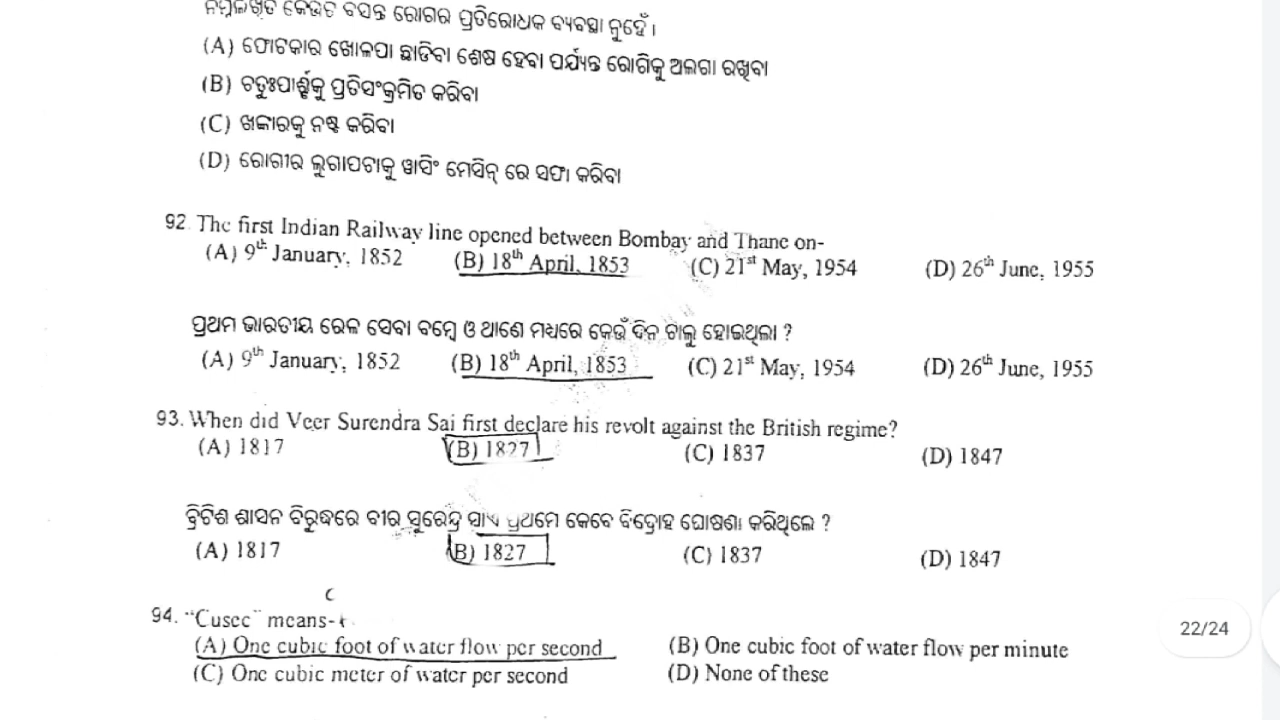 ନିମ୍ନଲିଖିତ କେଉଁଟି ବସନ୍ତ ରୋଗର ପ୍ରତିରୋଧକ ବ୍ୟବସ୍ଥା ନୁହେଁ ।
(A) ଫୋଟକାର ଖୋଳପା ଛାଡିବା ଶେଷ ହେବା ପର୍ଯ୍ୟନ୍ତ ରୋଗିକୁ ଅଲଗା ରଖିବା
(B) ଚତୁଃପାର୍ଶ୍ବକୁ ପ୍ରତିସଂକ୍ରମିତ କରିବା
(C) ଖଙ୍କାରକୁ ନଷ୍ଟ କରିବା
(D) ରୋଗୀର ଲୁଗାପଟାକୁ ୱାସିଂ ମେସିନ୍ ରେ ସଫା କରିବା
92. The first Indian Railway line opened between Bombay and Thane on-
(A) 9th January, 1852 (B) 18th April, 1853 (C) 21st May, 1954 (D) 26th June, 1955
ପ୍ରଥମ ଭାରତୀୟ ରେଳ ସେବା ବମ୍ବେ ଓ ଥାଣେ ମଧ୍ୟରେ କେଉଁ ଦିନ ଚାଲୁ ହୋଇଥିଲା ?
(A) 9th January, 1852 (B) 18th April, 1853 (C) 21st May, 1954 (D) 26th June, 1955
93. When did Veer Surendra Sai first declare his revolt against the British regime?
(A) 1817 (B) 1827 (C) 1837 (D) 1847
ବ୍ରିଟିଶ ଶାସନ ବିରୁଦ୍ଧରେ ବୀର ସୁରେନ୍ଦ୍ର ସାଏ ପ୍ରଥମେ କେବେ ବିଦ୍ରୋହ ଘୋଷଣା କରିଥିଲେ ?
(A) 1817 (B) 1827 (C) 1837 (D) 1847
94. "Cusec" means-
(A) One cubic foot of water flow per second (B) One cubic foot of water flow per minute
(C) One cubic meter of water per second (D) None of these
22/24